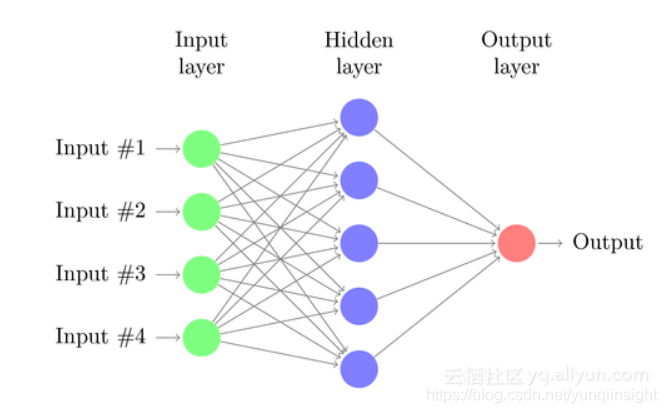 Input layer
Hidden layer
Output layer
Input #1
Input #2
Input #3
Input #4
Output
云栖社区 yq.aliyun.com
https://blog.csdn.net/yunqiinsight